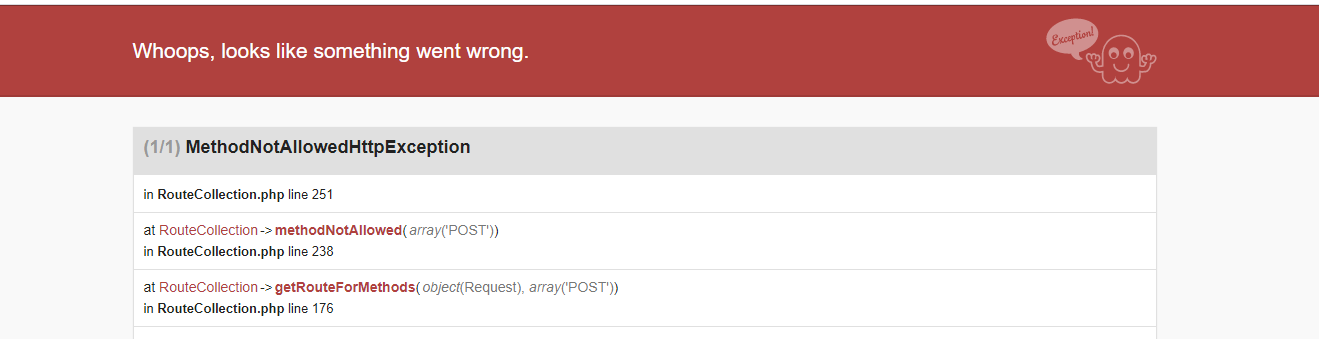 Whoops, looks like something went wrong.
Exception!
(1/1) MethodNotAllowedHttpException
in RouteCollection.php line 251
at RouteCollection->methodNotAllowed(array('POST'))
in RouteCollection.php line 238
at RouteCollection->getRouteForMethods(object(Request), array('POST'))
in RouteCollection.php line 176